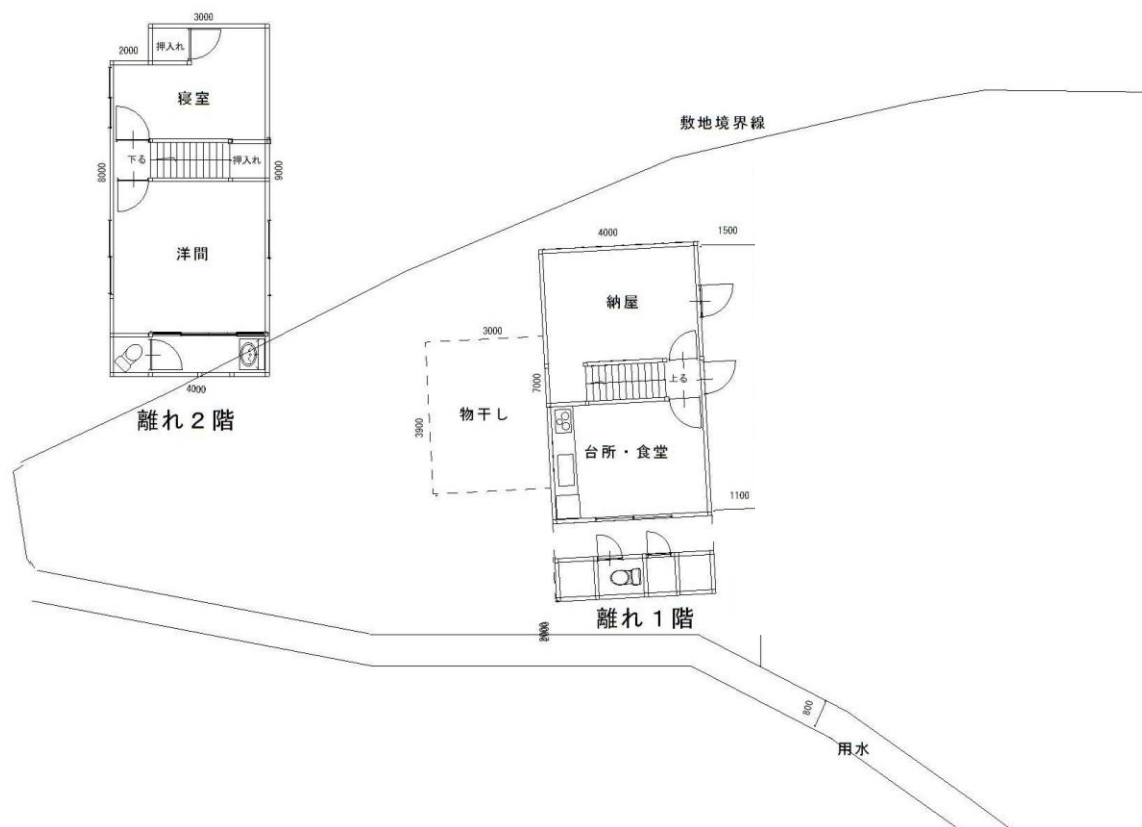 3000
押入れ
2000
寝室
下る
押入れ
8000
9000
洋間
4000
離れ2階
敷地境界線
4000
1500
納屋
3000
7000
上る
物干し
3900
台所・食堂
1100
離れ1階
800
用水